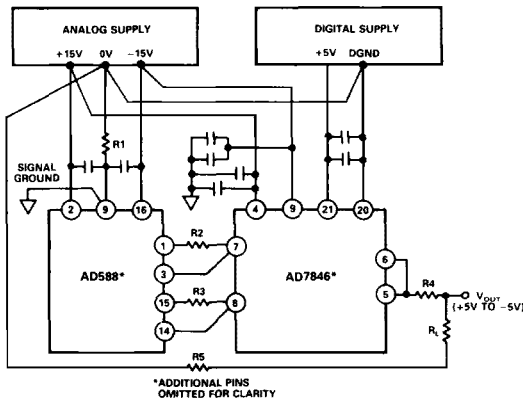 ANALOG SUPPLY
+15V 0V -15V
DIGITAL SUPPLY
+5V DGND
R1
SIGNAL
GROUND
2 9 16
4 9 21 20
AD588*
1 R2 7
3
15 R3 8
14
AD7846*
6
5
R4
VOUT
(+5V TO -5V)
RL
R5
*ADDITIONAL PINS
OMITTED FOR CLARITY